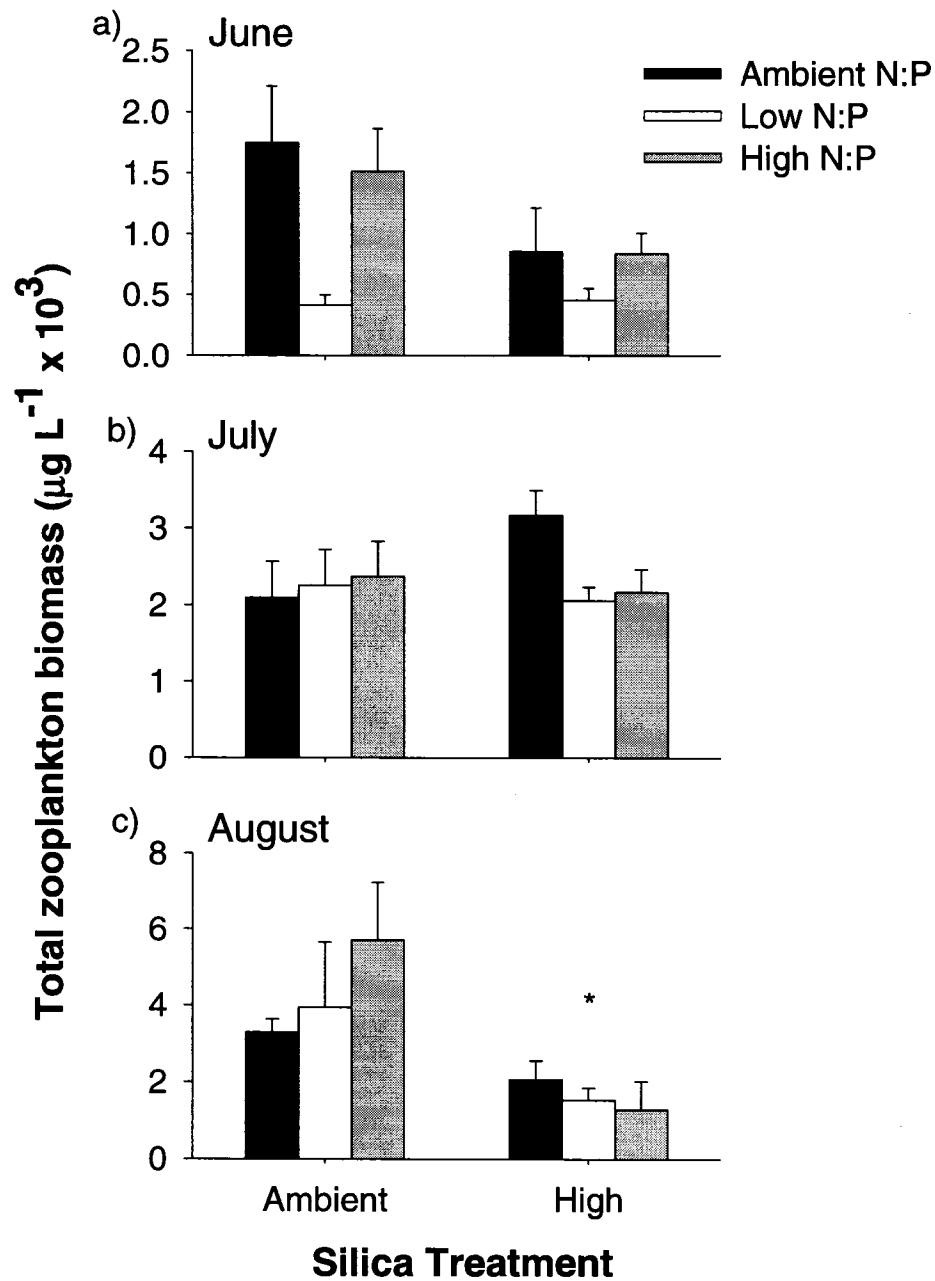 a) June
2.5
2.0
1.5
1.0
0.5
0.0
Ambient N:P
Low N:P
High N:P
b) July
4
3
2
1
0
c) August
8
6
4
2
0
*
Ambient High
Silica Treatment
Total zooplankton biomass (µg L⁻¹ x 10³)